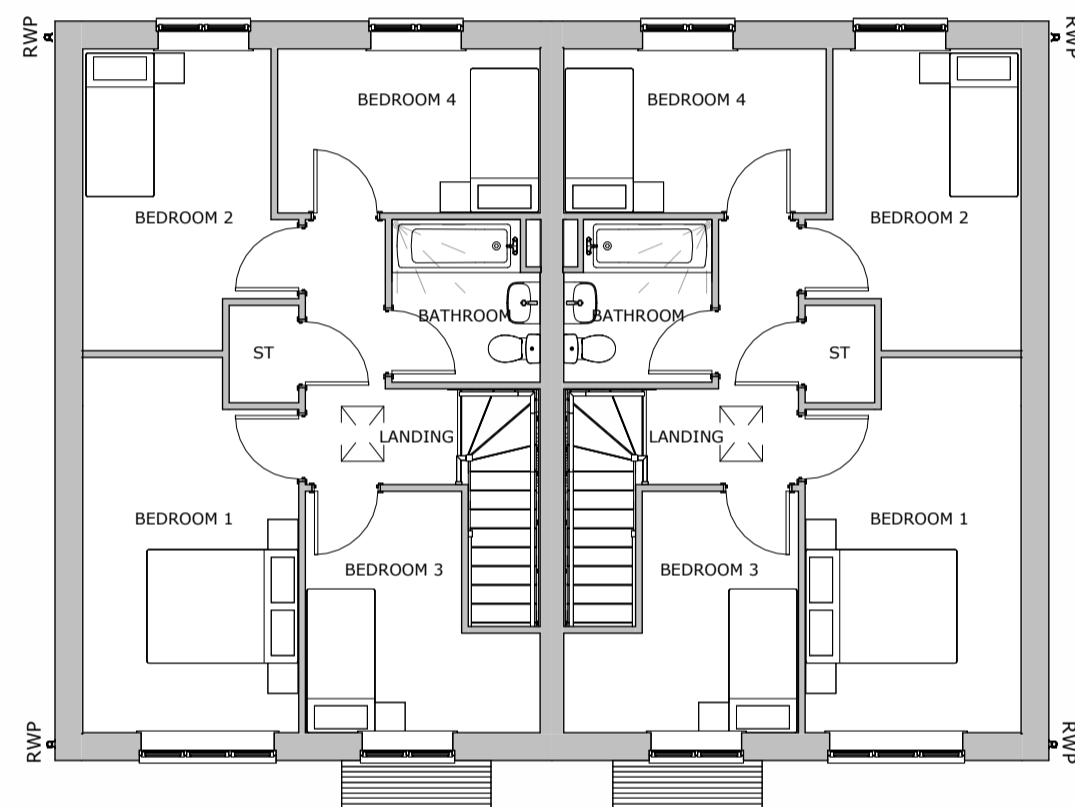 RWP
RWP
BEDROOM 4
BEDROOM 4
BEDROOM 2
BEDROOM 2
BATHROOM
BATHROOM
ST
ST
LANDING
LANDING
BEDROOM 1
BEDROOM 1
BEDROOM 3
BEDROOM 3
RWP
RWP